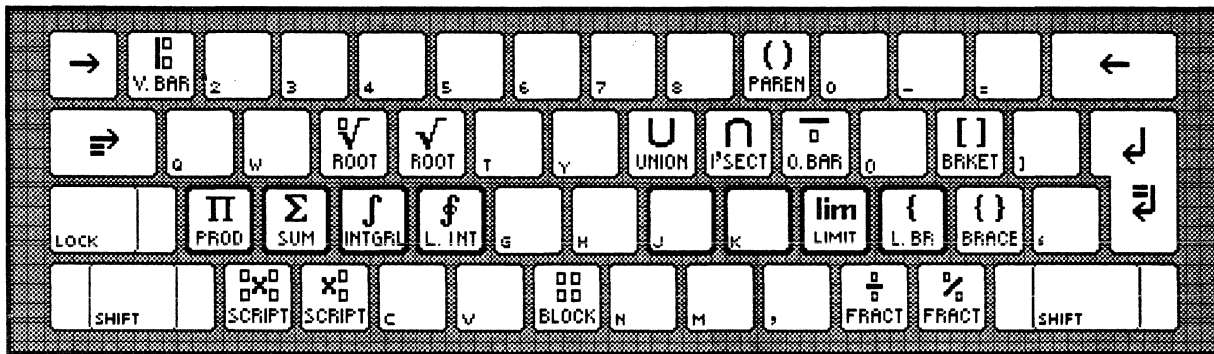 → V. BAR 2 3 4 5 6 7 8 ( ) PAREN 0 - = ←
Q W √ ROOT √ ROOT T Y U UNION ∩ I'SECT O. BAR O [ ] BRKET ]
LOCK Π PROD Σ SUM ∫ INTGRL ∮ L. INT G H J K lim LIMIT { L. BR { } BRACE
SHIFT X SCRIPT X SCRIPT C V BLOCK N M , ÷ FRACT % FRACT SHIFT